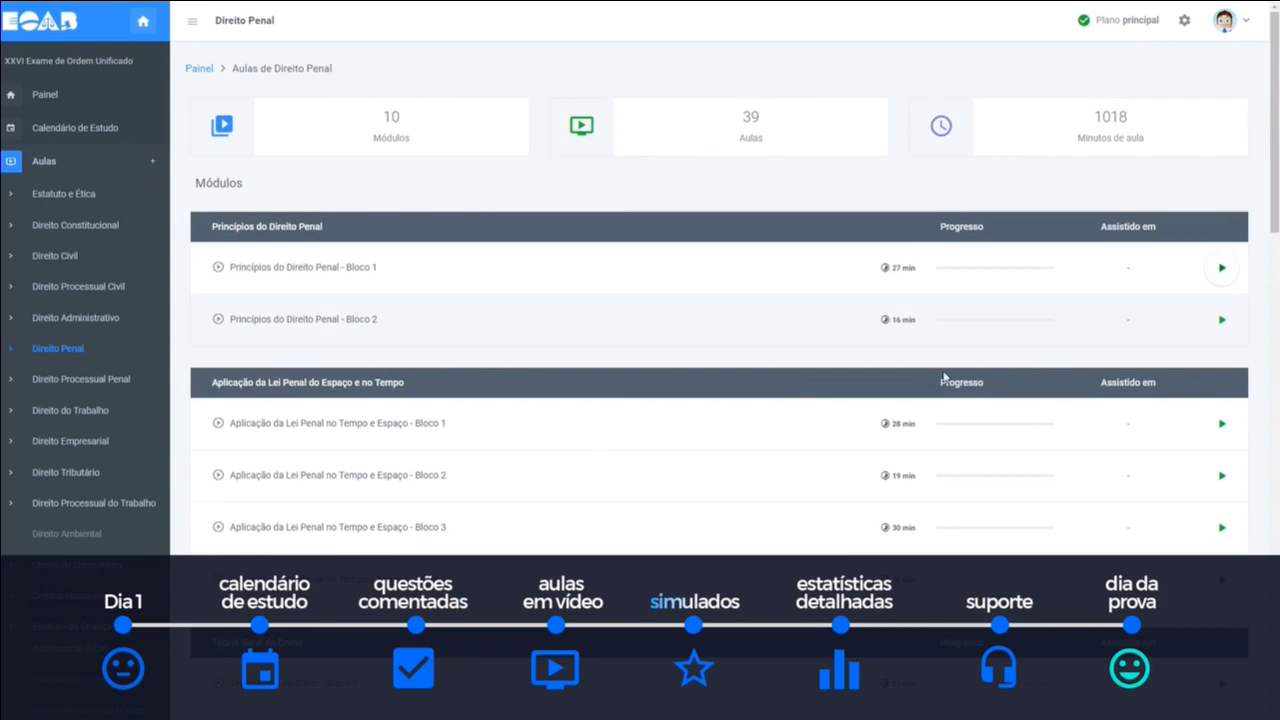 EOAB
Direito Penal
Plano principal
XXVI Exame de Ordem Unificado
Painel
Calendário de Estudo
Aulas
+
Estatuto e Ética
Direito Constitucional
Direito Civil
Direito Processual Civil
Direito Administrativo
Direito Penal
Direito Processual Penal
Direito do Trabalho
Direito Empresarial
Direito Tributário
Direito Processual do Trabalho
Direito Ambiental
Painel > Aulas de Direito Penal
10
Módulos
39
Aulas
1018
Minutos de aula
Módulos
Princípios do Direito Penal Progresso Assistido em
Princípios do Direito Penal - Bloco 1 27 min -
Princípios do Direito Penal - Bloco 2 16 min -
Aplicação da Lei Penal do Espaço e no Tempo Progresso Assistido em
Aplicação da Lei Penal no Tempo e Espaço - Bloco 1 28 min -
Aplicação da Lei Penal no Tempo e Espaço - Bloco 2 19 min -
Aplicação da Lei Penal no Tempo e Espaço - Bloco 3 30 min -
Dia 1
calendário
de estudo
questões
comentadas
aulas
em vídeo
simulados
estatísticas
detalhadas
suporte
dia da
prova